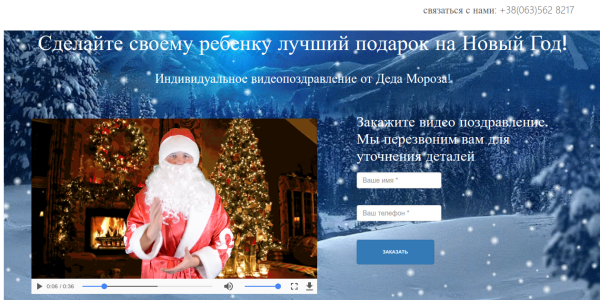 связаться с нами: +38(063)562 8217
Сделайте своему ребенку лучший подарок на Новый Год!
Индивидуальное видеопоздравление от Деда Мороза!
Закажите видео поздравление.
Мы перезвоним вам для
уточнения деталей
Ваше имя *
Ваш телефон *
ЗАКАЗАТЬ
0:06 / 0:36